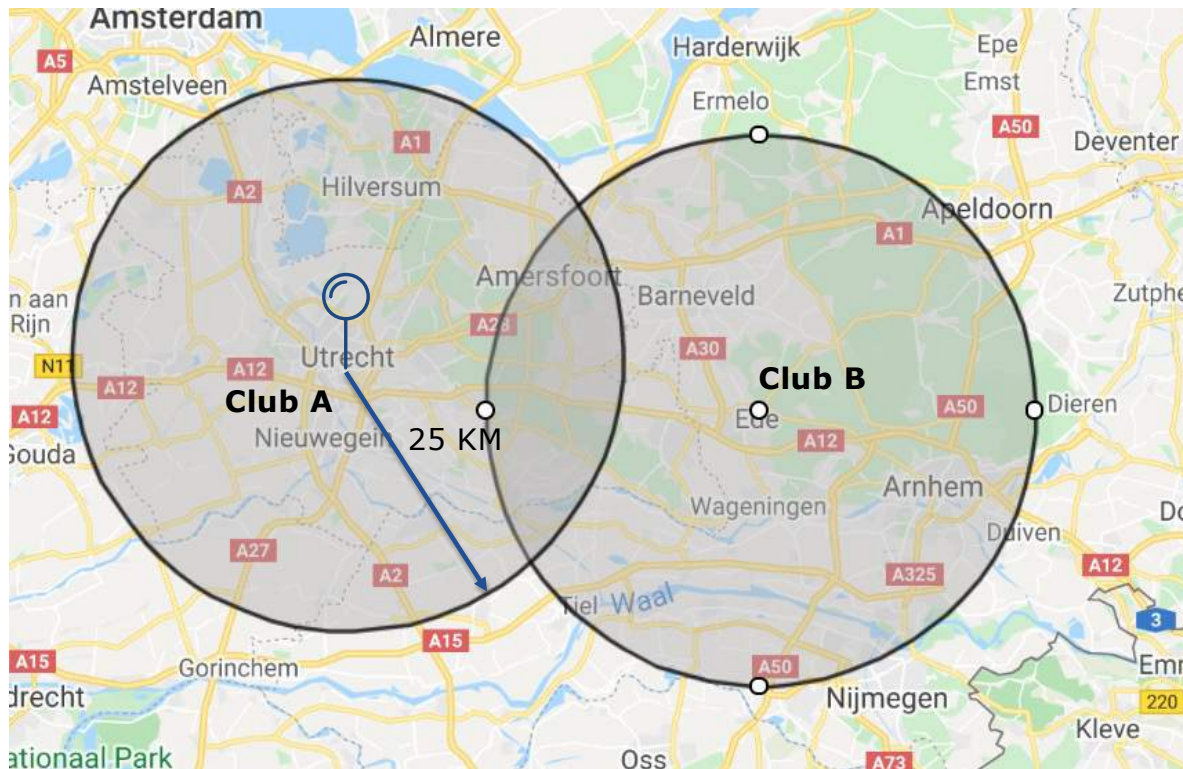 Amsterdam
Almere
Harderwijk
Epe
A5
Emst
Amstelveen
Ermelo
A50
A1
Deventer
A2
Hilversum
Apeldoorn
A1
Amersfoort
n aan
Rijn
Barneveld
Zutphe
A28
Utrecht
A30
N11
A12
A12
Club B
Club A
A50
Dieren
A12
Ede
Gouda
Nieuwegein
25 KM
A12
Wageningen
Arnhem
Do
Duiven
A27
A2
A325
A12
Tiel
Waal
3
A15
A15
Gorinchem
A50
Emr
drecht
Nijmegen
220
Kleve
ationaal Park
Oss
A73